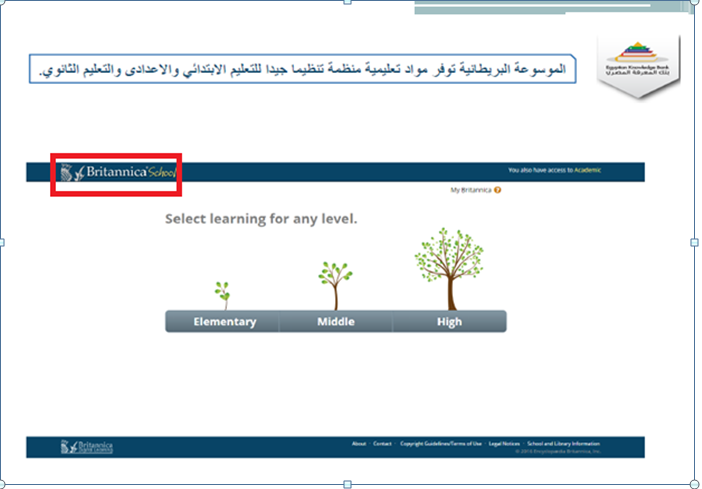 الموسوعة البريطانية توفر مواد تعليمية منظمة تنظيما جيدا للتعليم الابتدائي والاعدادى والتعليم الثانوي.
Egyptian Knowledge Bank
بنك المعرفة المصري
Britannica School
You also have access to Academic
My Britannica ?
Select learning for any level.
Elementary Middle High
Britannica
Digital Learning
About · Contact · Copyright Guidelines/Terms of Use · Legal Notices · School and Library Information
© 2015 Encyclopædia Britannica, Inc.